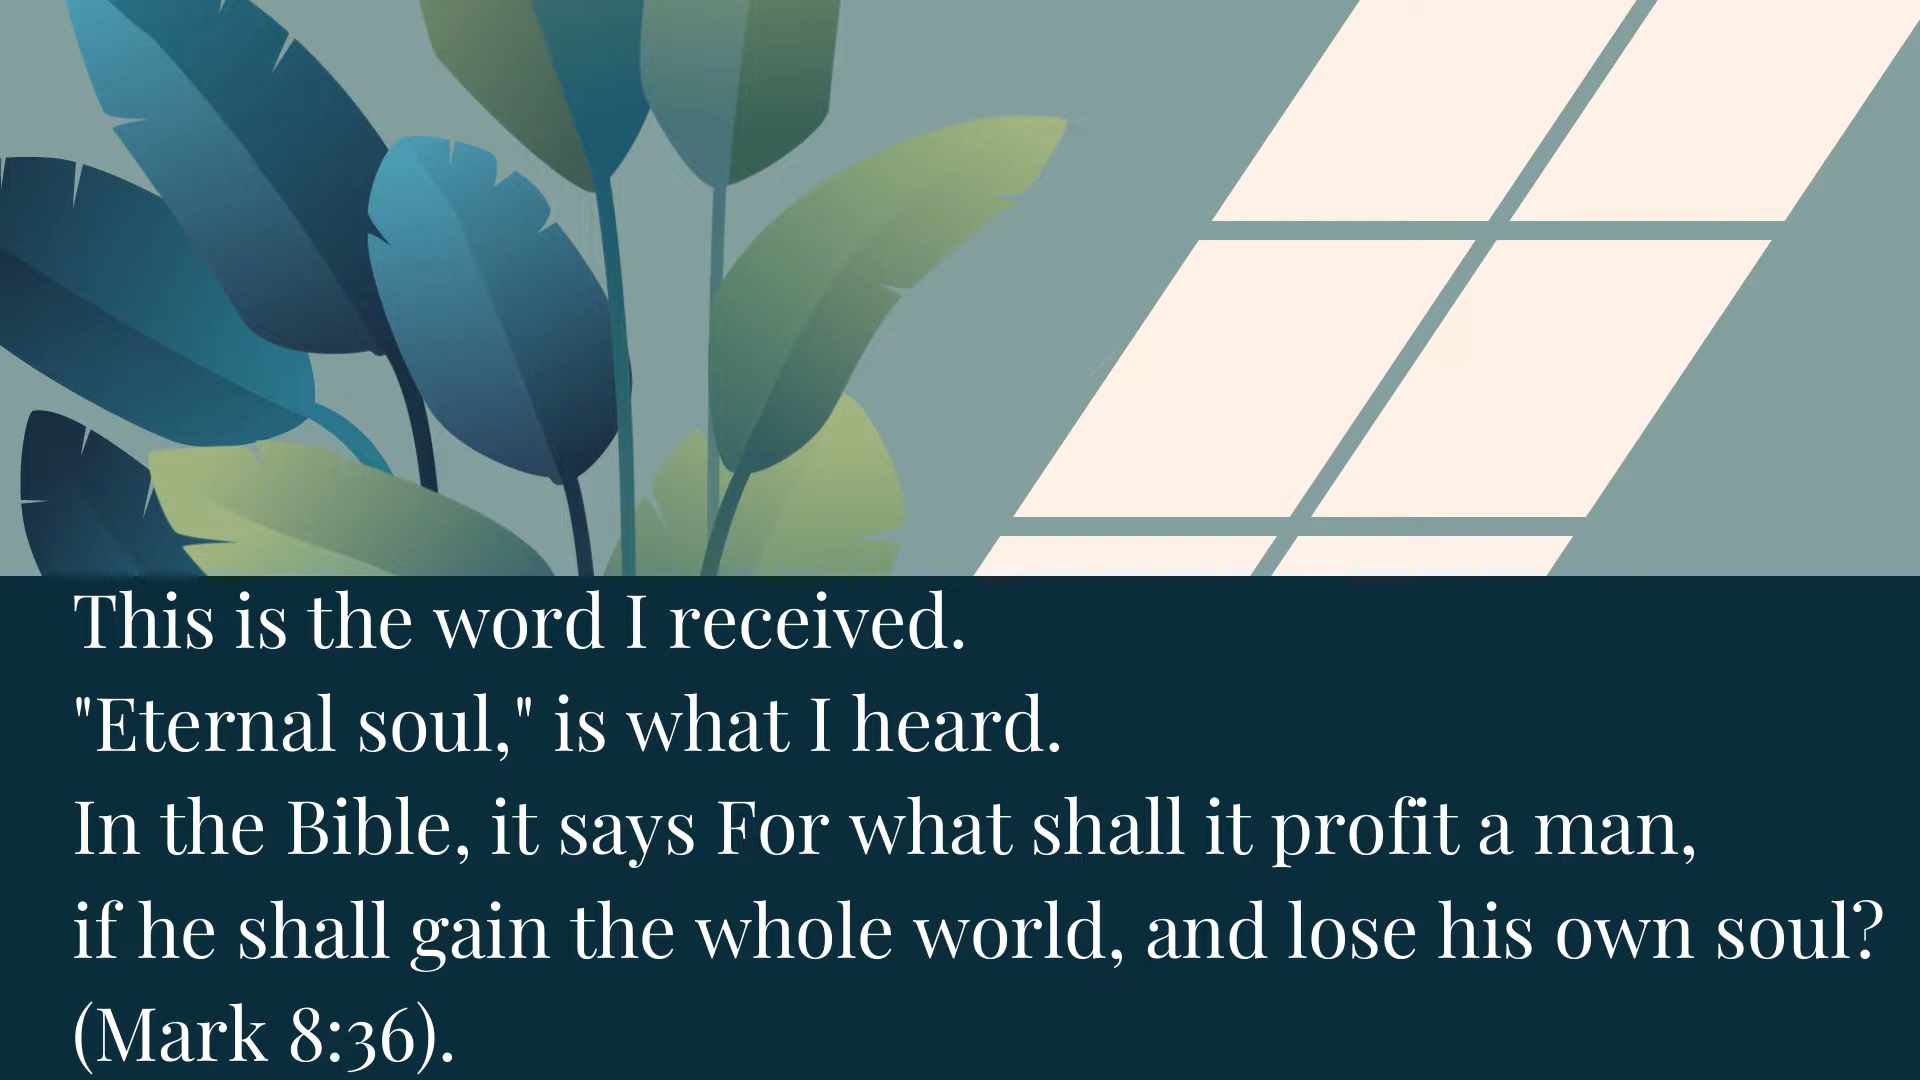 This is the word I received.
"Eternal soul," is what I heard.
In the Bible, it says For what shall it profit a man,
if he shall gain the whole world, and lose his own soul?
(Mark 8:36).